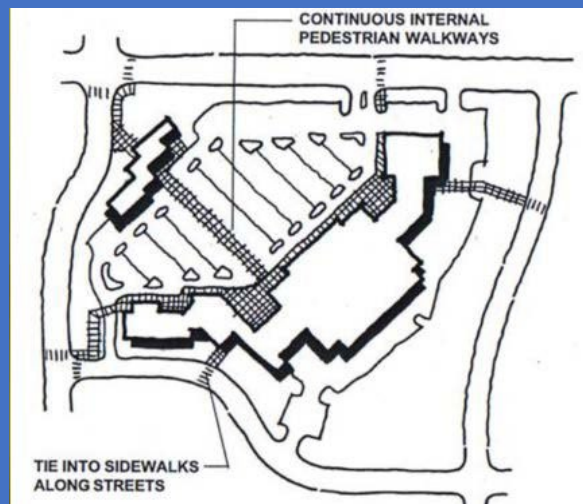 CONTINUOUS INTERNAL
PEDESTRIAN WALKWAYS
TIE INTO SIDEWALKS
ALONG STREETS